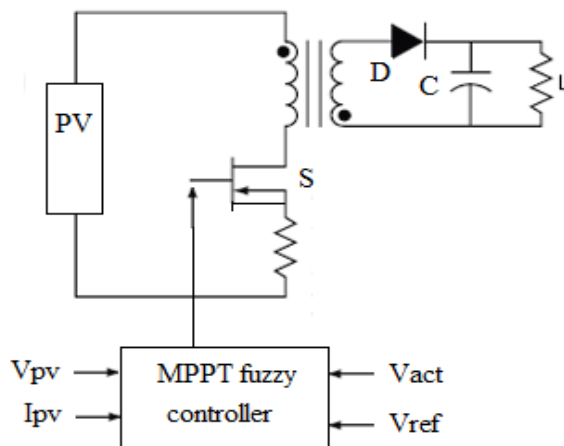 D
C
L
PV
S
Vpv
MPPT fuzzy
controller
Vact
Ipv
Vref